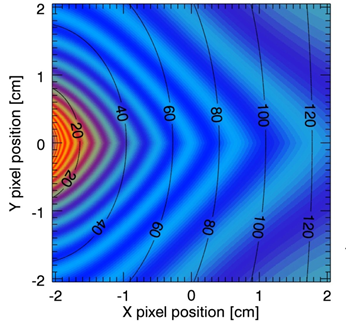 2
1
0
-1
-2
Y pixel position [cm]
20 40 60 80 100 120
20 40 60 80 100 120
-2 -1 0 1 2
X pixel position [cm]